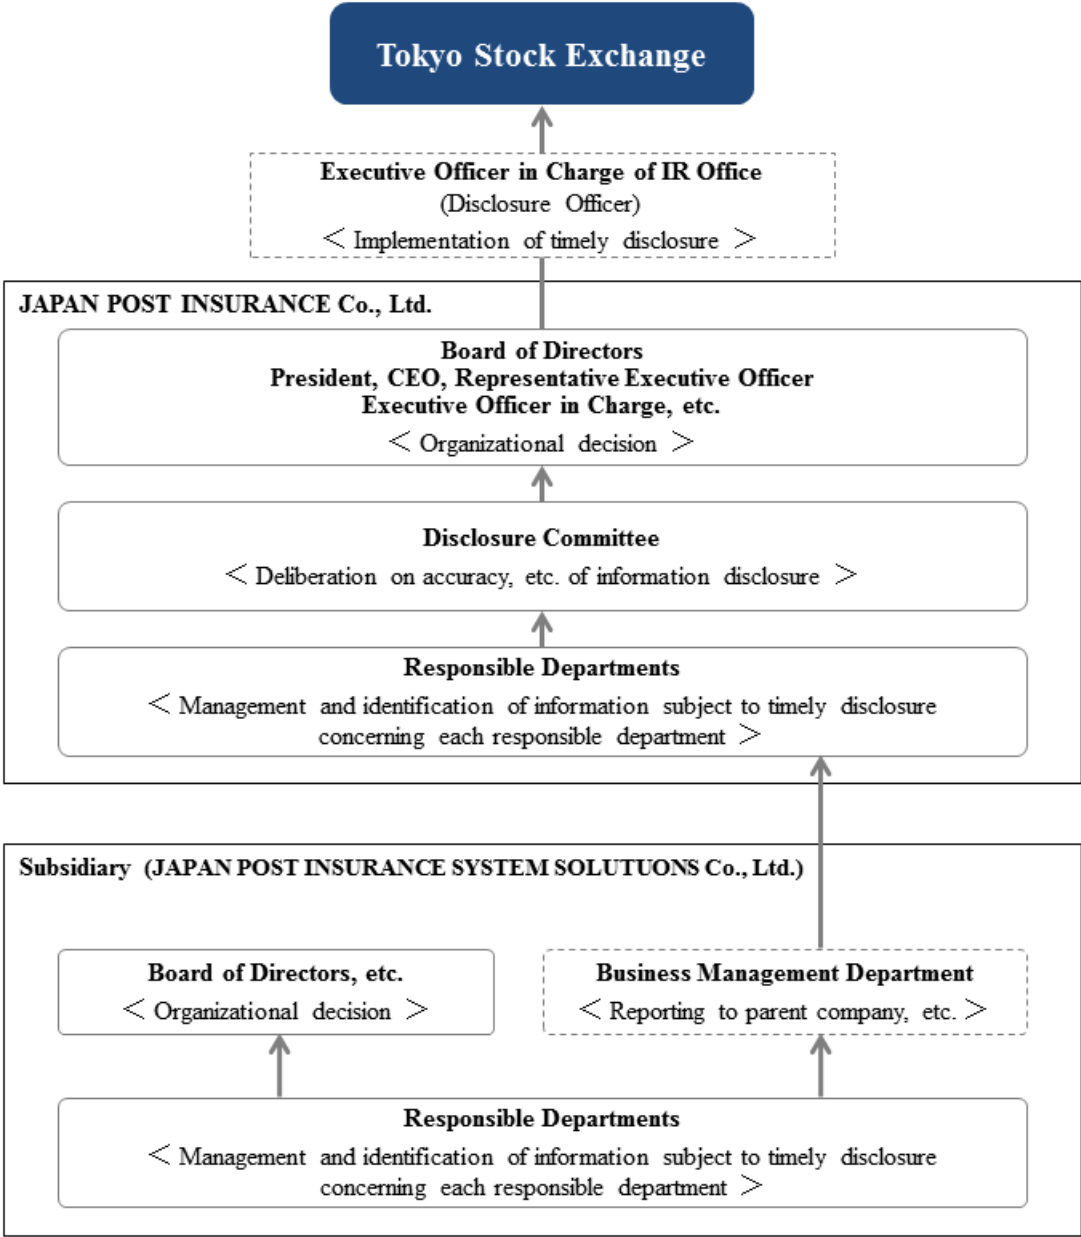 Tokyo Stock Exchange
Executive Officer in Charge of IR Office
(Disclosure Officer)
＜ Implementation of timely disclosure ＞
JAPAN POST INSURANCE Co., Ltd.
Board of Directors
President, CEO, Representative Executive Officer
Executive Officer in Charge, etc.
＜ Organizational decision ＞
Disclosure Committee
＜ Deliberation on accuracy, etc. of information disclosure ＞
Responsible Departments
＜ Management and identification of information subject to timely disclosure
concerning each responsible department ＞
Subsidiary (JAPAN POST INSURANCE SYSTEM SOLUTUONS Co., Ltd.)
Board of Directors, etc.
＜ Organizational decision ＞
Business Management Department
＜ Reporting to parent company, etc. ＞
Responsible Departments
＜ Management and identification of information subject to timely disclosure
concerning each responsible department ＞